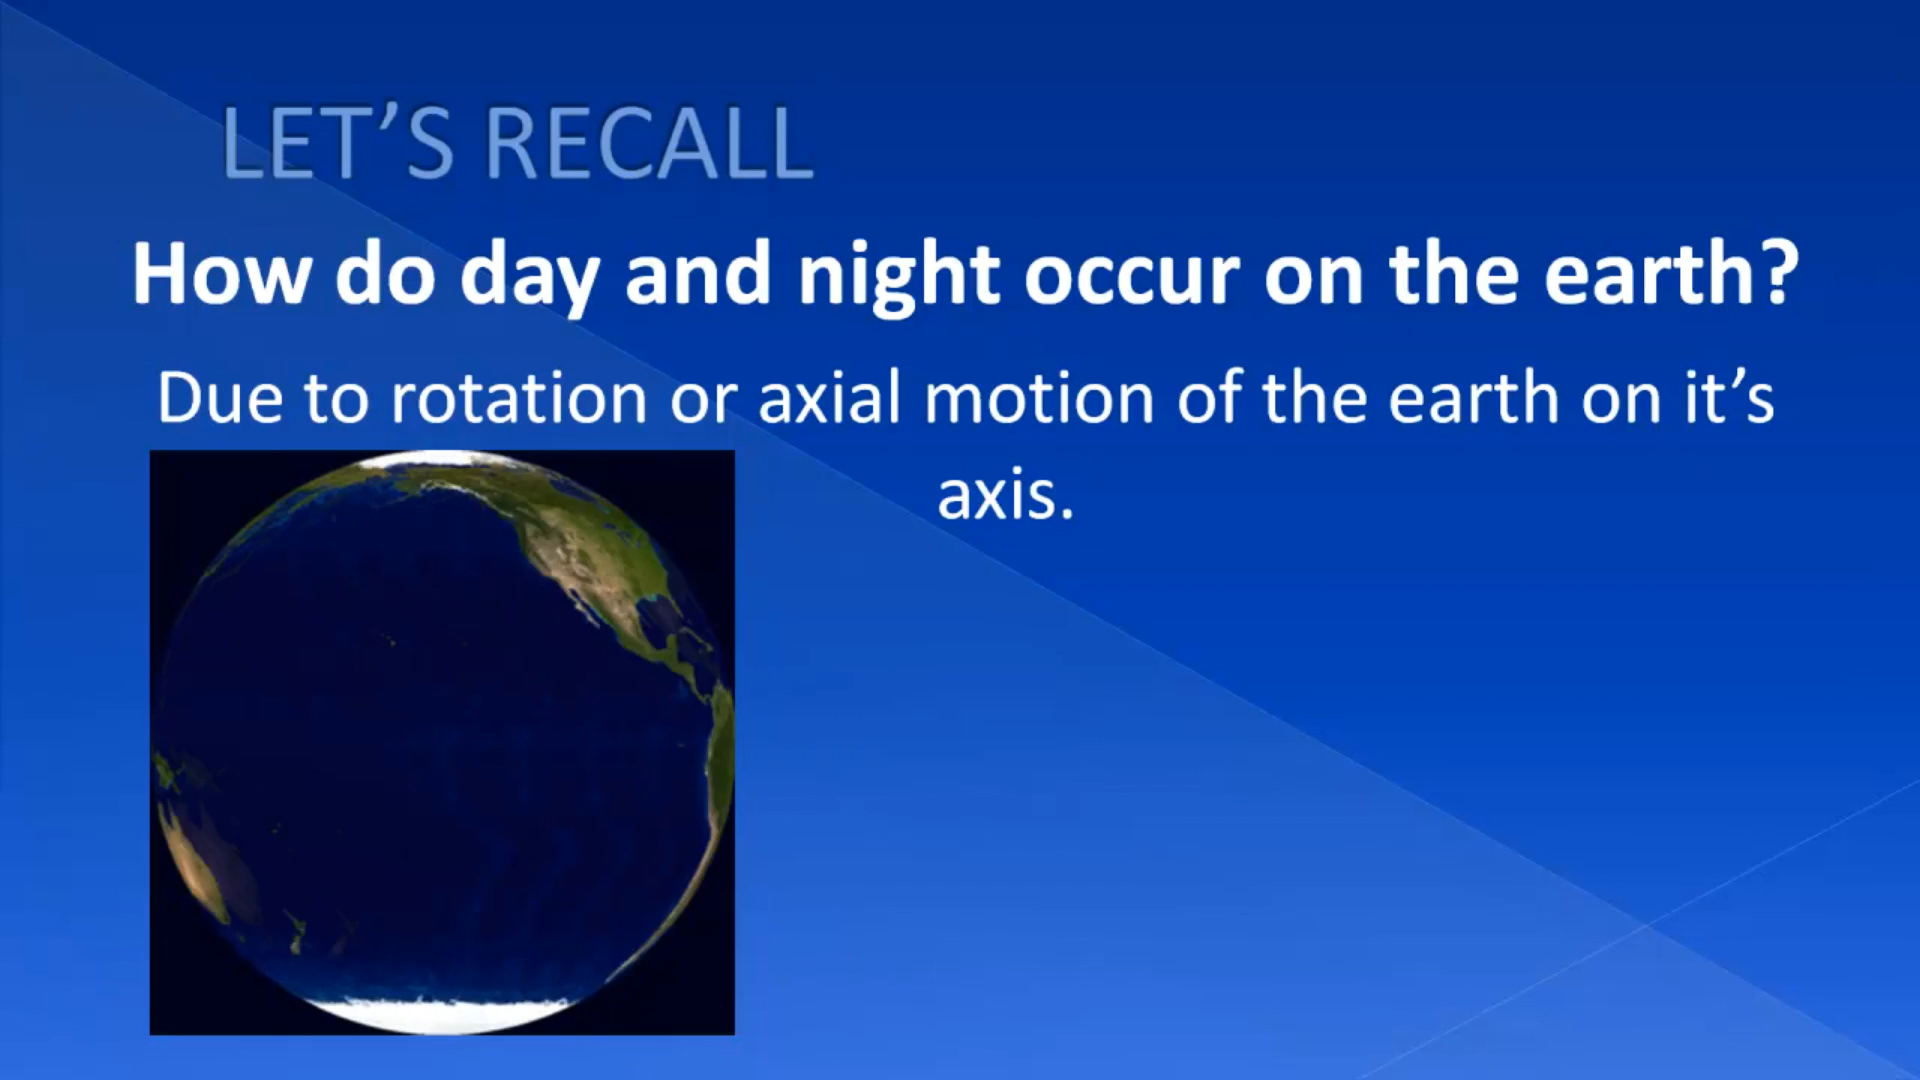 LET’S RECALL
How do day and night occur on the earth?
Due to rotation or axial motion of the earth on it’s
axis.